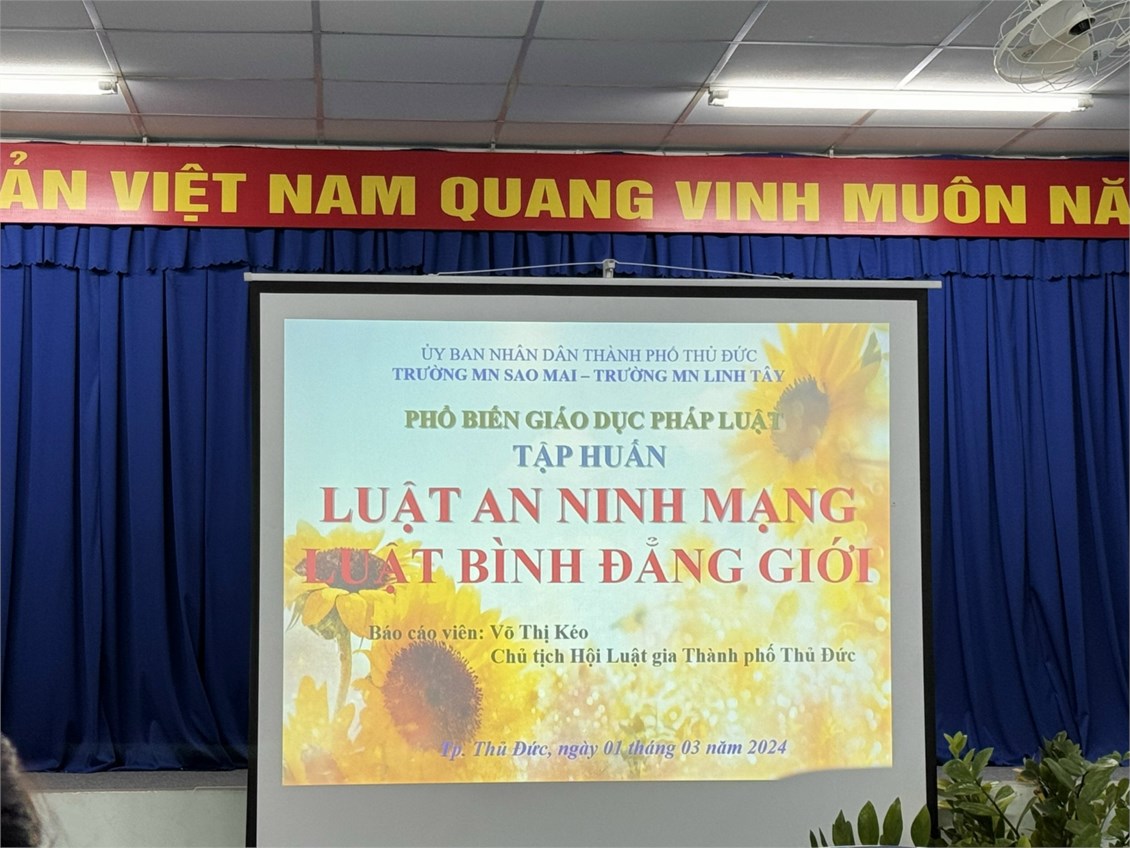 ẢN VIỆT NAM QUANG VINH MUÔN NĂ
ỦY BAN NHÂN DÂN THÀNH PHỐ THỦ ĐỨC
TRƯỜNG MN SAO MAI – TRƯỜNG MN LINH TÂY
PHỔ BIẾN GIÁO DỤC PHÁP LUẬT
TẬP HUẤN
LUẬT AN NINH MẠNG
LUẬT BÌNH ĐẲNG GIỚI
Báo cáo viên: Võ Thị Kéo
Chủ tịch Hội Luật gia Thành phố Thủ Đức
Tp. Thủ Đức, ngày 01 tháng 03 năm 2024